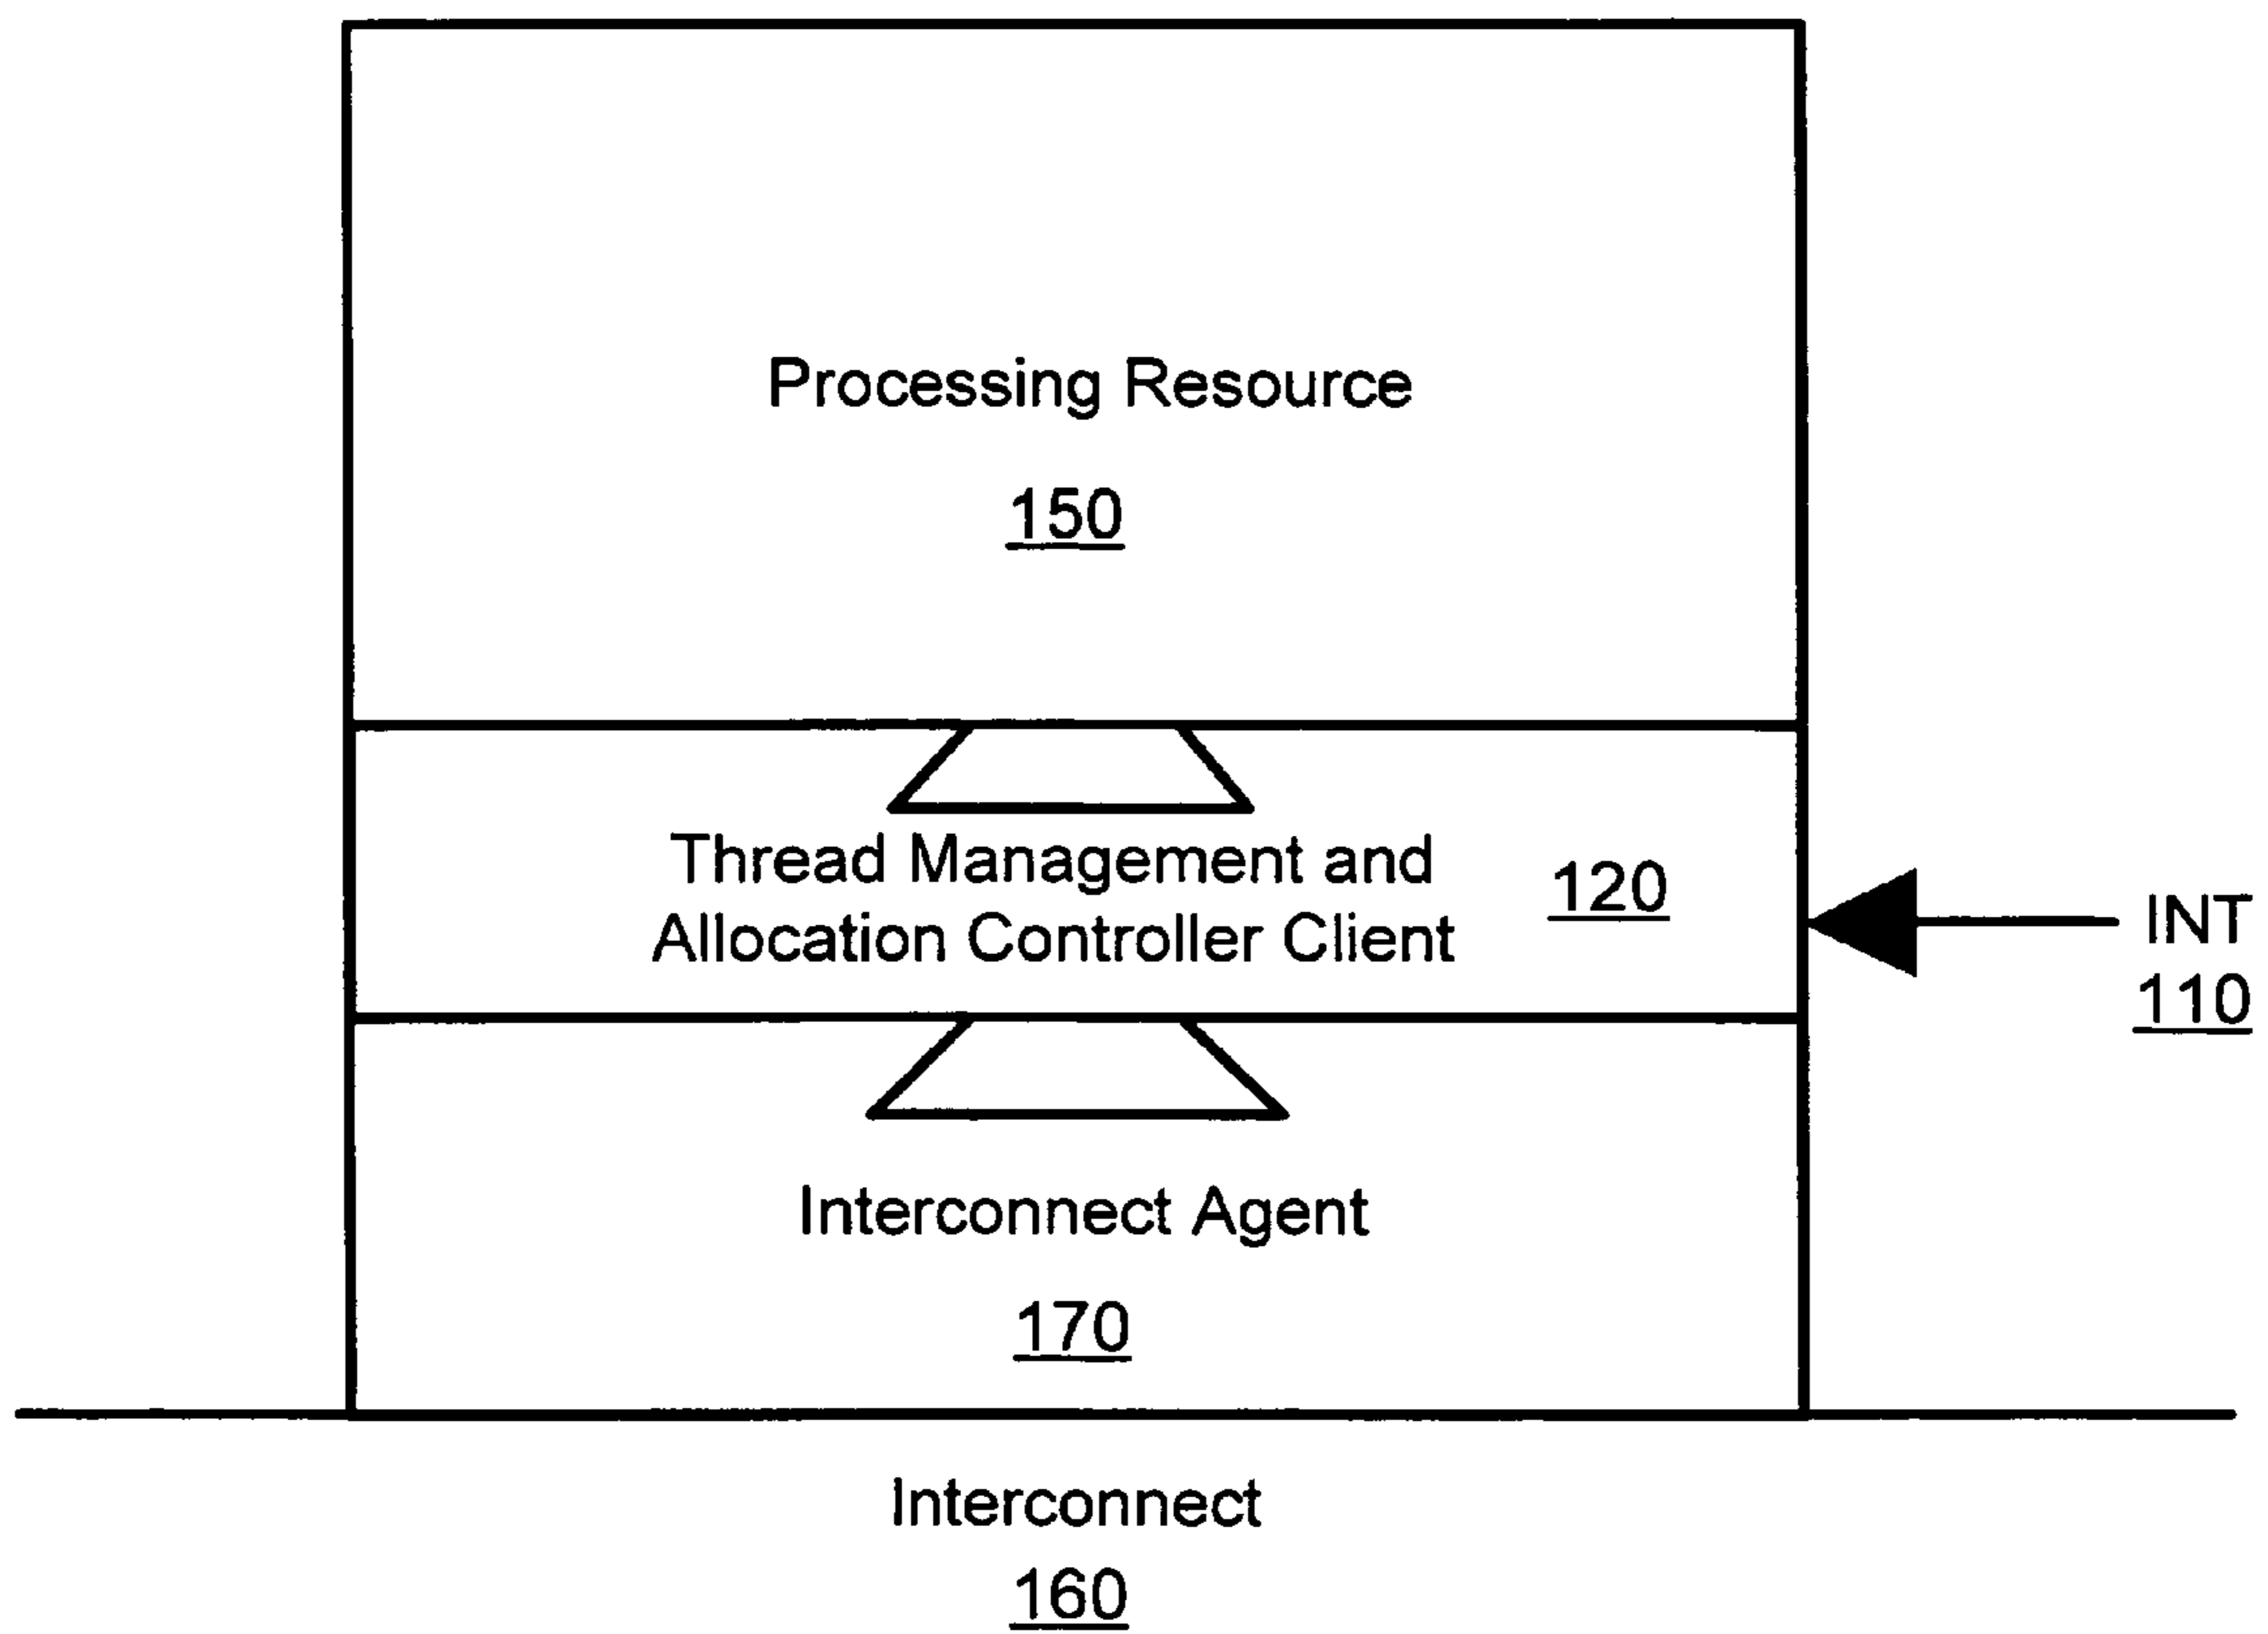 Processing Resource
150
Thread Management and
Allocation Controller Client
120
INT
110
Interconnect Agent
170
Interconnect
160